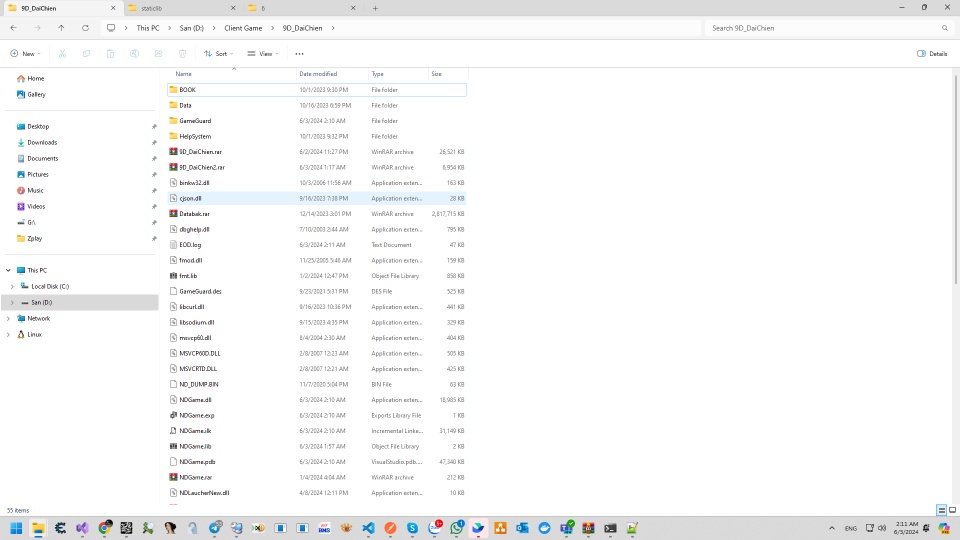 9D_DaiChien
staticlib
6
This PC
San (D:)
Client Game
9D_DaiChien
Search 9D_DaiChien
New
Sort
View
Details
Home
Gallery
Desktop
Downloads
Documents
Pictures
Music
Videos
G:\
Zplay
This PC
Local Disk (C:)
San (D:)
Network
Linux
Name Date modified Type Size
BOOK 10/1/2023 9:30 PM File folder
Data 10/16/2023 6:59 PM File folder
GameGuard 6/3/2024 2:10 AM File folder
HelpSystem 10/1/2023 9:32 PM File folder
9D_DaiChien.rar 6/2/2024 11:27 PM WinRAR archive 26,521 KB
9D_DaiChien2.rar 6/3/2024 1:17 AM WinRAR archive 6,954 KB
binkw32.dll 10/3/2006 11:56 AM Application exten... 163 KB
cjson.dll 9/16/2023 7:38 PM Application exten... 28 KB
Databak.rar 12/14/2023 3:01 PM WinRAR archive 2,817,715 KB
dbghelp.dll 7/10/2003 2:44 AM Application exten... 795 KB
EOD.log 6/3/2024 2:11 AM Text Document 47 KB
fmod.dll 11/25/2005 5:46 AM Application exten... 159 KB
fmt.lib 1/2/2024 12:47 PM Object File Library 858 KB
GameGuard.des 9/23/2021 5:31 PM DES File 525 KB
libcurl.dll 9/16/2023 10:36 PM Application exten... 441 KB
libsodium.dll 9/15/2023 4:35 PM Application exten... 329 KB
msvcp60.dll 8/4/2004 2:30 AM Application exten... 404 KB
MSVCP60D.DLL 2/8/2007 12:23 AM Application exten... 505 KB
MSVCRTD.DLL 2/8/2007 12:21 AM Application exten... 425 KB
ND_DUMP.BIN 11/7/2020 5:04 PM BIN File 63 KB
NDGame.dll 6/3/2024 2:10 AM Application exten... 18,985 KB
NDGame.exp 6/3/2024 2:10 AM Exports Library File 1 KB
NDGame.ilk 6/3/2024 2:10 AM Incremental Linke... 31,149 KB
NDGame.lib 6/3/2024 1:57 AM Object File Library 2 KB
NDGame.pdb 6/3/2024 2:10 AM VisualStudio.pdb.... 47,340 KB
NDGame.rar 1/4/2024 4:04 AM WinRAR archive 212 KB
NDLaucherNew.dll 4/8/2024 12:11 PM Application exten... 10 KB
55 items
ENG
2:11 AM
6/3/2024